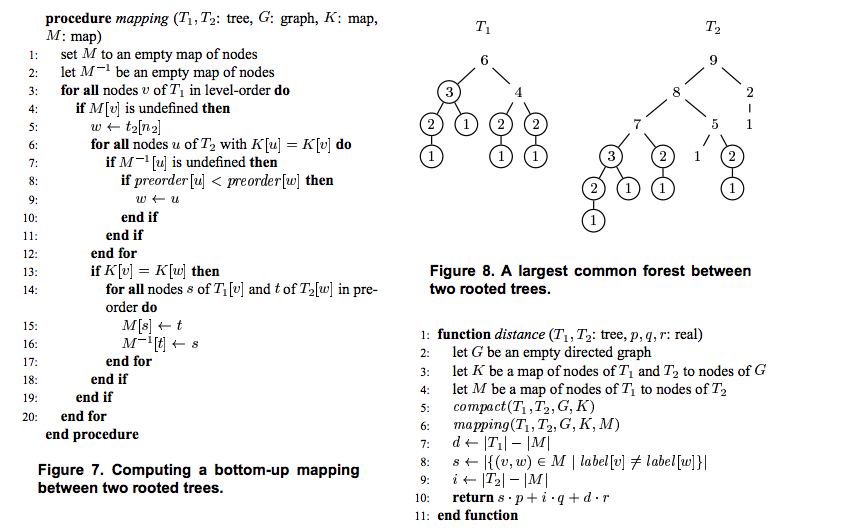 procedure mapping (T₁, T₂: tree, G: graph, K: map,
M: map)
1: set M to an empty map of nodes
2: let M⁻¹ be an empty map of nodes
3: for all nodes v of T₁ in level-order do
4: if M[v] is undefined then
5: w ← t₂[n₂]
6: for all nodes u of T₂ with K[u] = K[v] do
7: if M⁻¹[u] is undefined then
8: if preorder[u] < preorder[w] then
9: w ← u
10: end if
11: end if
12: end for
13: if K[v] = K[w] then
14: for all nodes s of T₁[v] and t of T₂[w] in pre-
order do
15: M[s] ← t
16: M⁻¹[t] ← s
17: end for
18: end if
19: end if
20: end for
end procedure
Figure 7. Computing a bottom-up mapping
between two rooted trees.
T₁ T₂
6 9
3 4 8 2
2 1 2 2 7 5 1
1 1 1 3 2 1 2
2 1 1 1
1
Figure 8. A largest common forest between
two rooted trees.
1: function distance (T₁, T₂: tree, p, q, r: real)
2: let G be an empty directed graph
3: let K be a map of nodes of T₁ and T₂ to nodes of G
4: let M be a map of nodes of T₁ to nodes of T₂
5: compact(T₁, T₂, G, K)
6: mapping(T₁, T₂, G, K, M)
7: d ← |T₁| − |M|
8: s ← |{(v, w) ∈ M | label[v] ≠ label[w]}|
9: i ← |T₂| − |M|
10: return s · p + i · q + d · r
11: end function